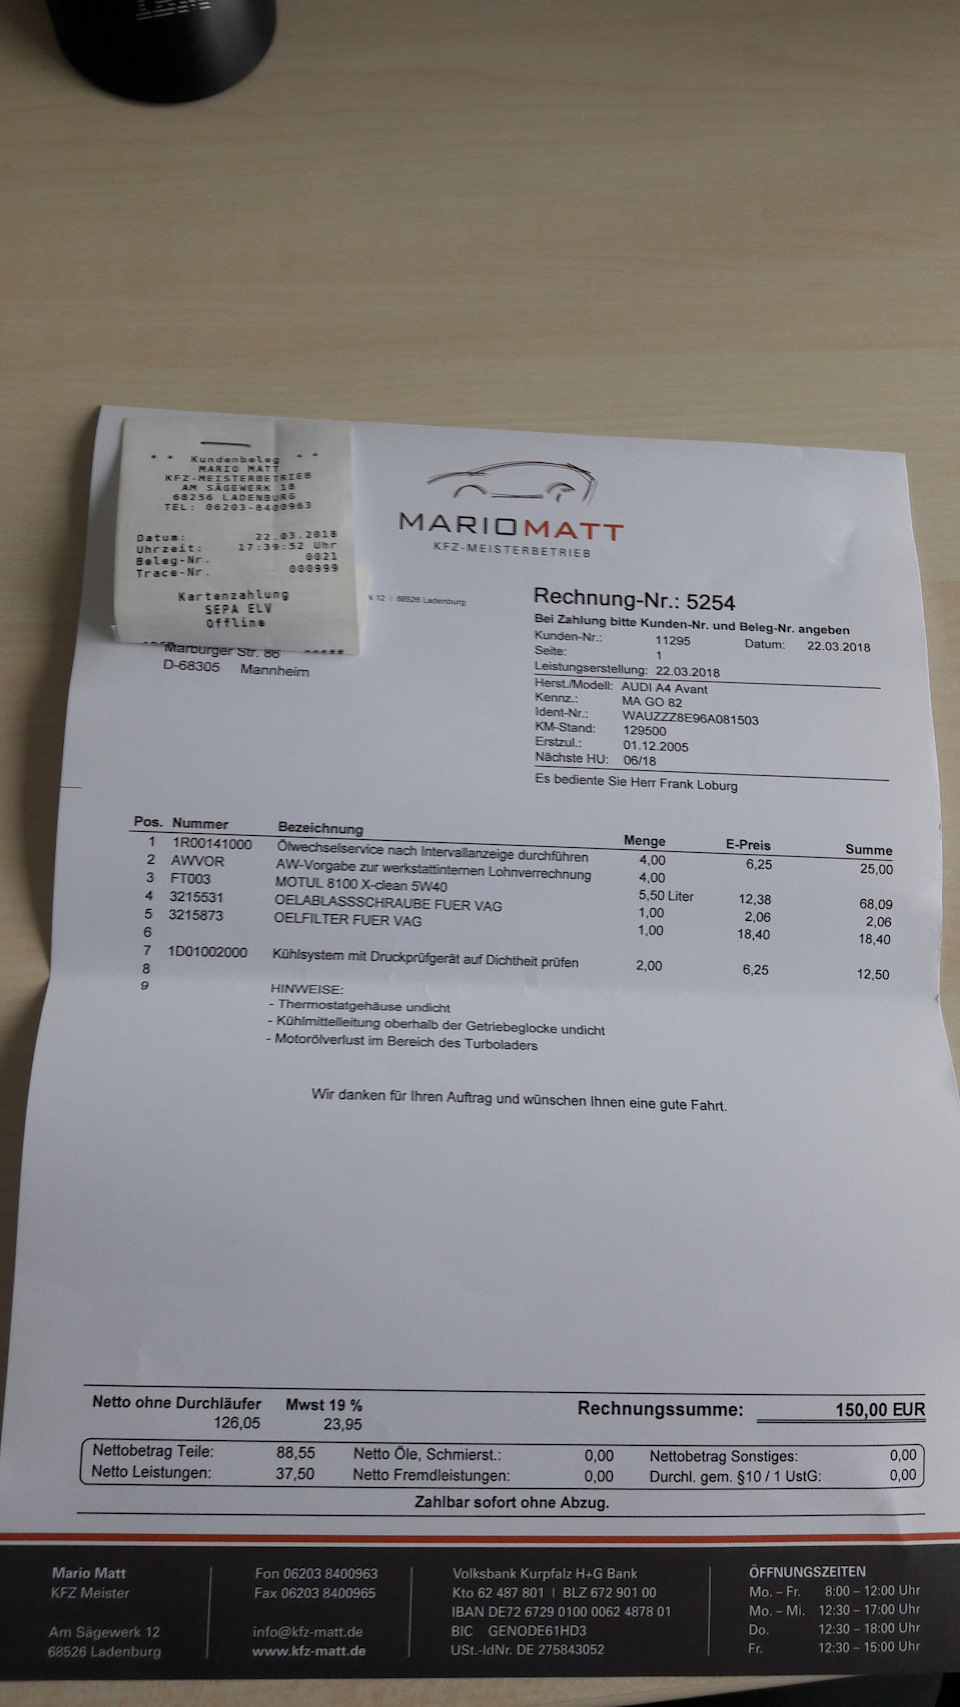 IBM
* * Kundenbeleg * *
MARIO MATT
KFZ-MEISTERBETRIEB
AM SÄGEWERK 18
68256 LADENBURG
TEL: 06203-8400963
Datum: 22.03.2018
Uhrzeit: 17:39:52 Uhr
Beleg-Nr. 0021
Trace-Nr. 000999
Kartenzahlung
SEPA ELV
Offline
MARIOMATT
KFZ-MEISTERBETRIEB
k 12 | 68526 Ladenburg
Marburger Str. 86
D-68305 Mannheim
Rechnung-Nr.: 5254
Bei Zahlung bitte Kunden-Nr. und Beleg-Nr. angeben
Kunden-Nr.: 11295 Datum: 22.03.2018
Seite: 1
Leistungserstellung: 22.03.2018
Herst./Modell: AUDI A4 Avant
Kennz.: MA GO 82
Ident-Nr.: WAUZZZ8E96A081503
KM-Stand: 129500
Erstzul.: 01.12.2005
Nächste HU: 06/18
Es bediente Sie Herr Frank Loburg
Pos. Nummer Bezeichnung Menge E-Preis Summe
1 1R00141000 Ölwechselservice nach Intervallanzeige durchführen 4,00 6,25 25,00
2 AWVOR AW-Vorgabe zur werkstattinternen Lohnverrechnung 4,00
3 FT003 MOTUL 8100 X-clean 5W40 5,50 Liter 12,38 68,09
4 3215531 OELABLASSSCHRAUBE FUER VAG 1,00 2,06 2,06
5 3215873 OELFILTER FUER VAG 1,00 18,40 18,40
6
7 1D01002000 Kühlsystem mit Druckprüfgerät auf Dichtheit prüfen 2,00 6,25 12,50
8
9 HINWEISE:
- Thermostatgehäuse undicht
- Kühlmittelleitung oberhalb der Getriebeglocke undicht
- Motorölverlust im Bereich des Turboladers
Wir danken für Ihren Auftrag und wünschen Ihnen eine gute Fahrt.
Netto ohne Durchläufer Mwst 19 % Rechnungssumme: 150,00 EUR
126,05 23,95
Nettobetrag Teile: 88,55 Netto Öle, Schmierst.: 0,00 Nettobetrag Sonstiges: 0,00
Netto Leistungen: 37,50 Netto Fremdleistungen: 0,00 Durchl. gem. §10 / 1 UstG: 0,00
Zahlbar sofort ohne Abzug.
Mario Matt
KFZ Meister
Am Sägewerk 12
68526 Ladenburg
Fon 06203 8400963
Fax 06203 8400965
info@kfz-matt.de
www.kfz-matt.de
Volksbank Kurpfalz H+G Bank
Kto 62 487 801 | BLZ 672 901 00
IBAN DE72 6729 0100 0062 4878 01
BIC GENODE61HD3
USt.-IdNr. DE 275843052
ÖFFNUNGSZEITEN
Mo. – Fr. 8:00 – 12:00 Uhr
Mo. – Mi. 12:30 – 17:00 Uhr
Do. 12:30 – 18:00 Uhr
Fr. 12:30 – 15:00 Uhr